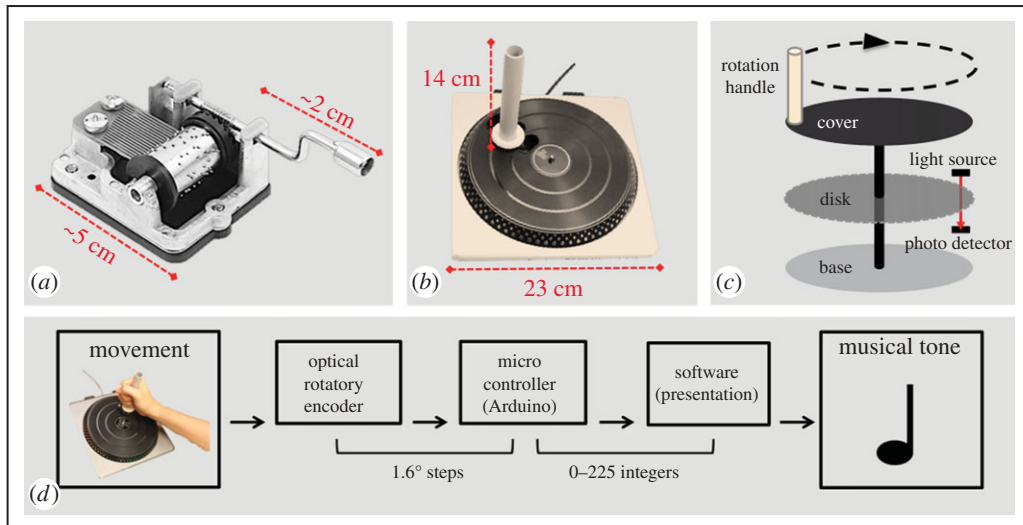 (a)
~2 cm
~5 cm
(b)
14 cm
23 cm
(c)
rotation
handle
cover
light source
disk
photo detector
base
(d)
movement
optical
rotatory
encoder
micro
controller
(Arduino)
software
(presentation)
musical tone
1.6° steps
0–225 integers